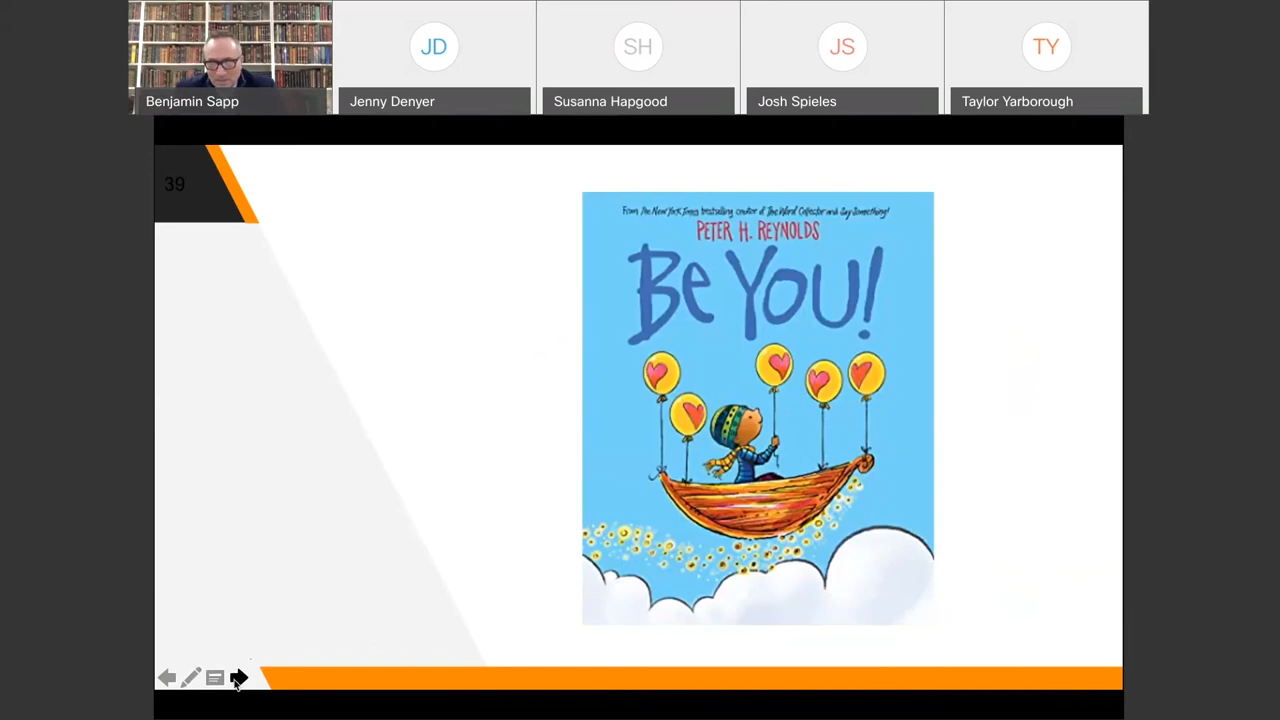 JD
SH
JS
TY
Benjamin Sapp
Jenny Denyer
Susanna Hapgood
Josh Spieles
Taylor Yarborough
39
From The New York Times bestselling creator of The Word Collector and Say Something!
PETER H. REYNOLDS
BE YOU!